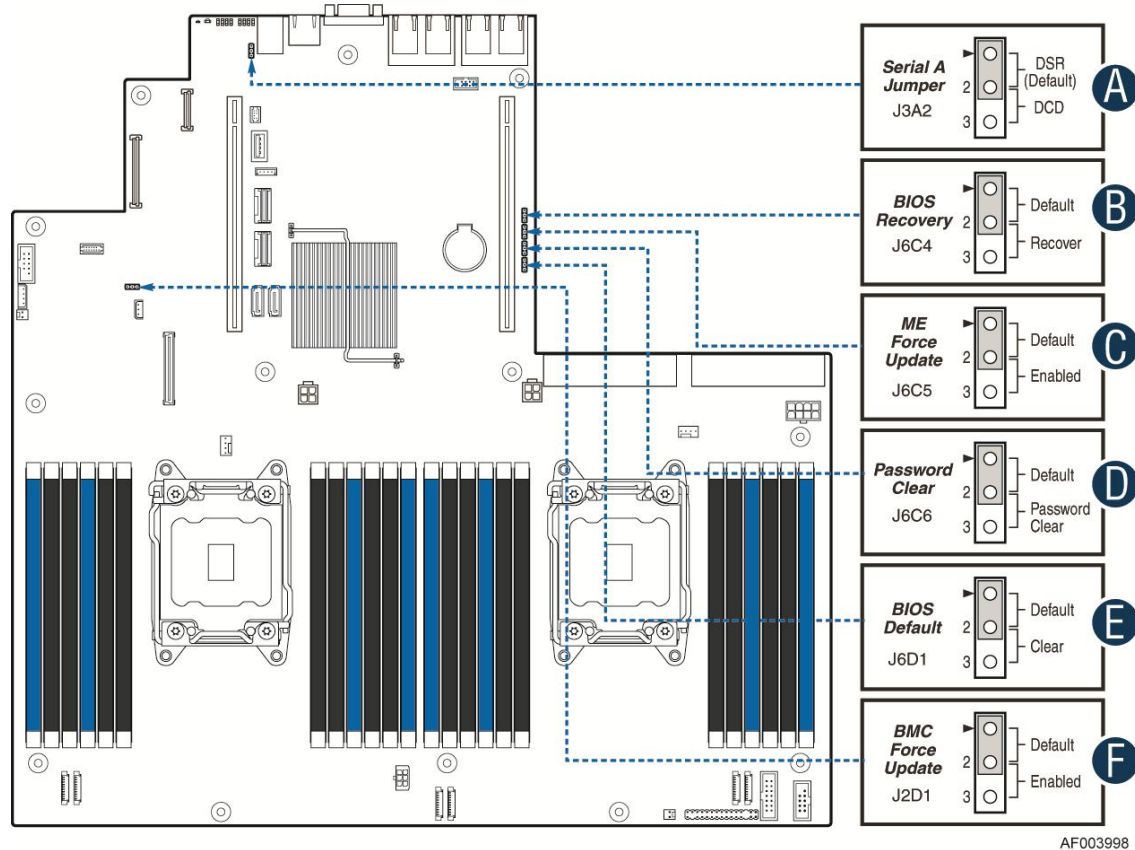 Serial A
Jumper
J3A2
2
3
DSR
(Default)
DCD
A
BIOS
Recovery
J6C4
2
3
Default
Recover
B
ME
Force
Update
J6C5
2
3
Default
Enabled
C
Password
Clear
J6C6
2
3
Default
Password
Clear
D
BIOS
Default
J6D1
2
3
Default
Clear
E
BMC
Force
Update
J2D1
2
3
Default
Enabled
F
AF003998